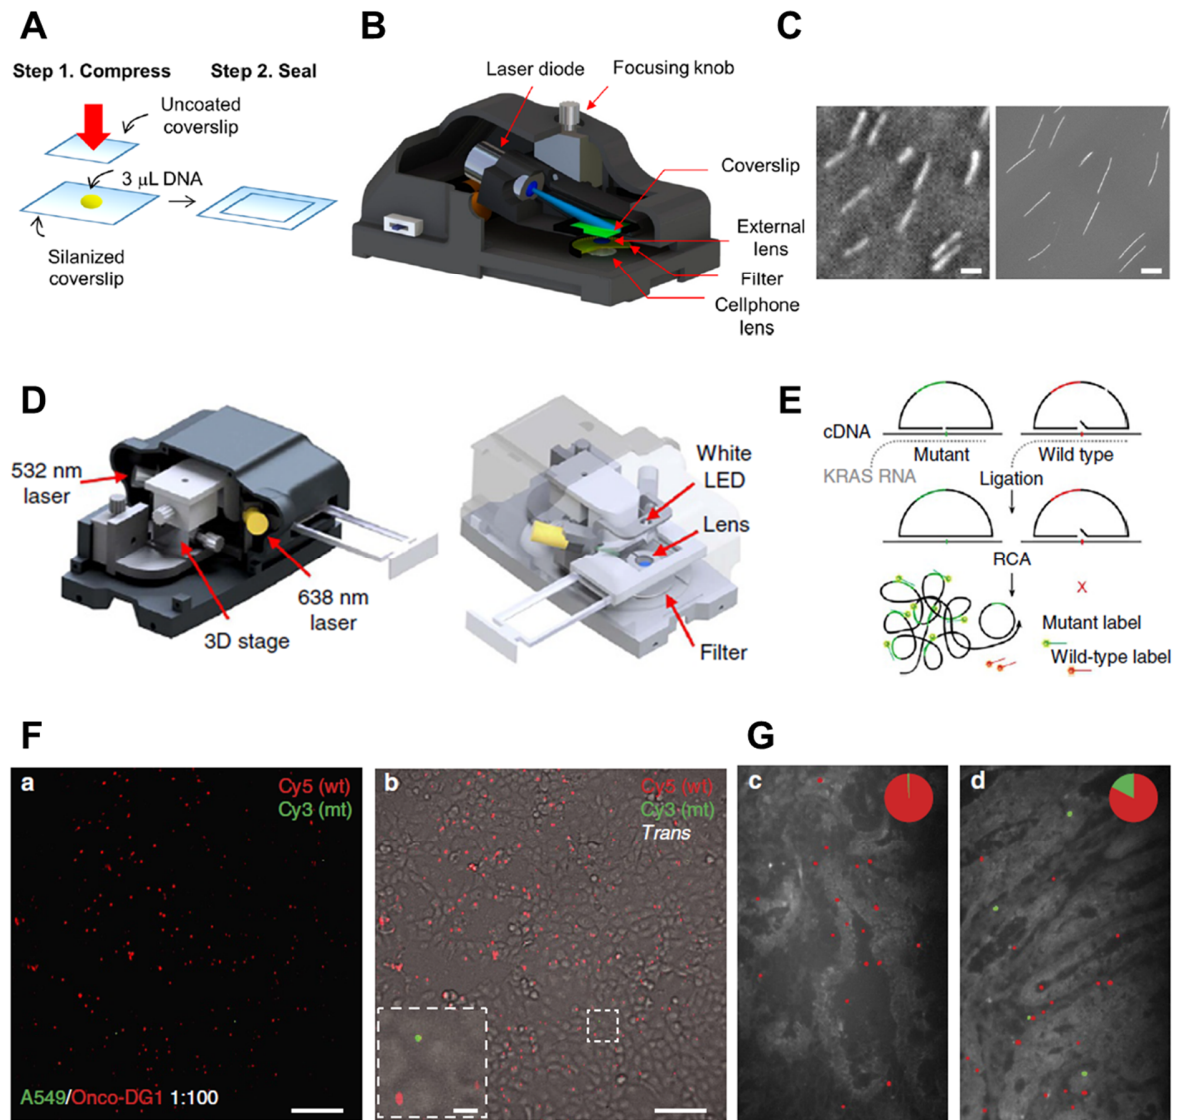 A
Step 1. Compress
Step 2. Seal
Uncoated
coverslip
3 µL DNA
Silanized
coverslip
B
Laser diode
Focusing knob
Coverslip
External
lens
Filter
Cellphone
lens
C
D
532 nm
laser
638 nm
laser
3D stage
White
LED
Lens
Filter
E
cDNA
Mutant
Wild type
KRAS RNA
Ligation
RCA
X
Mutant label
Wild-type label
F
a
Cy5 (wt)
Cy3 (mt)
A549/Onco-DG1 1:100
b
Cy5 (wt)
Cy3 (mt)
Trans
G
c
d